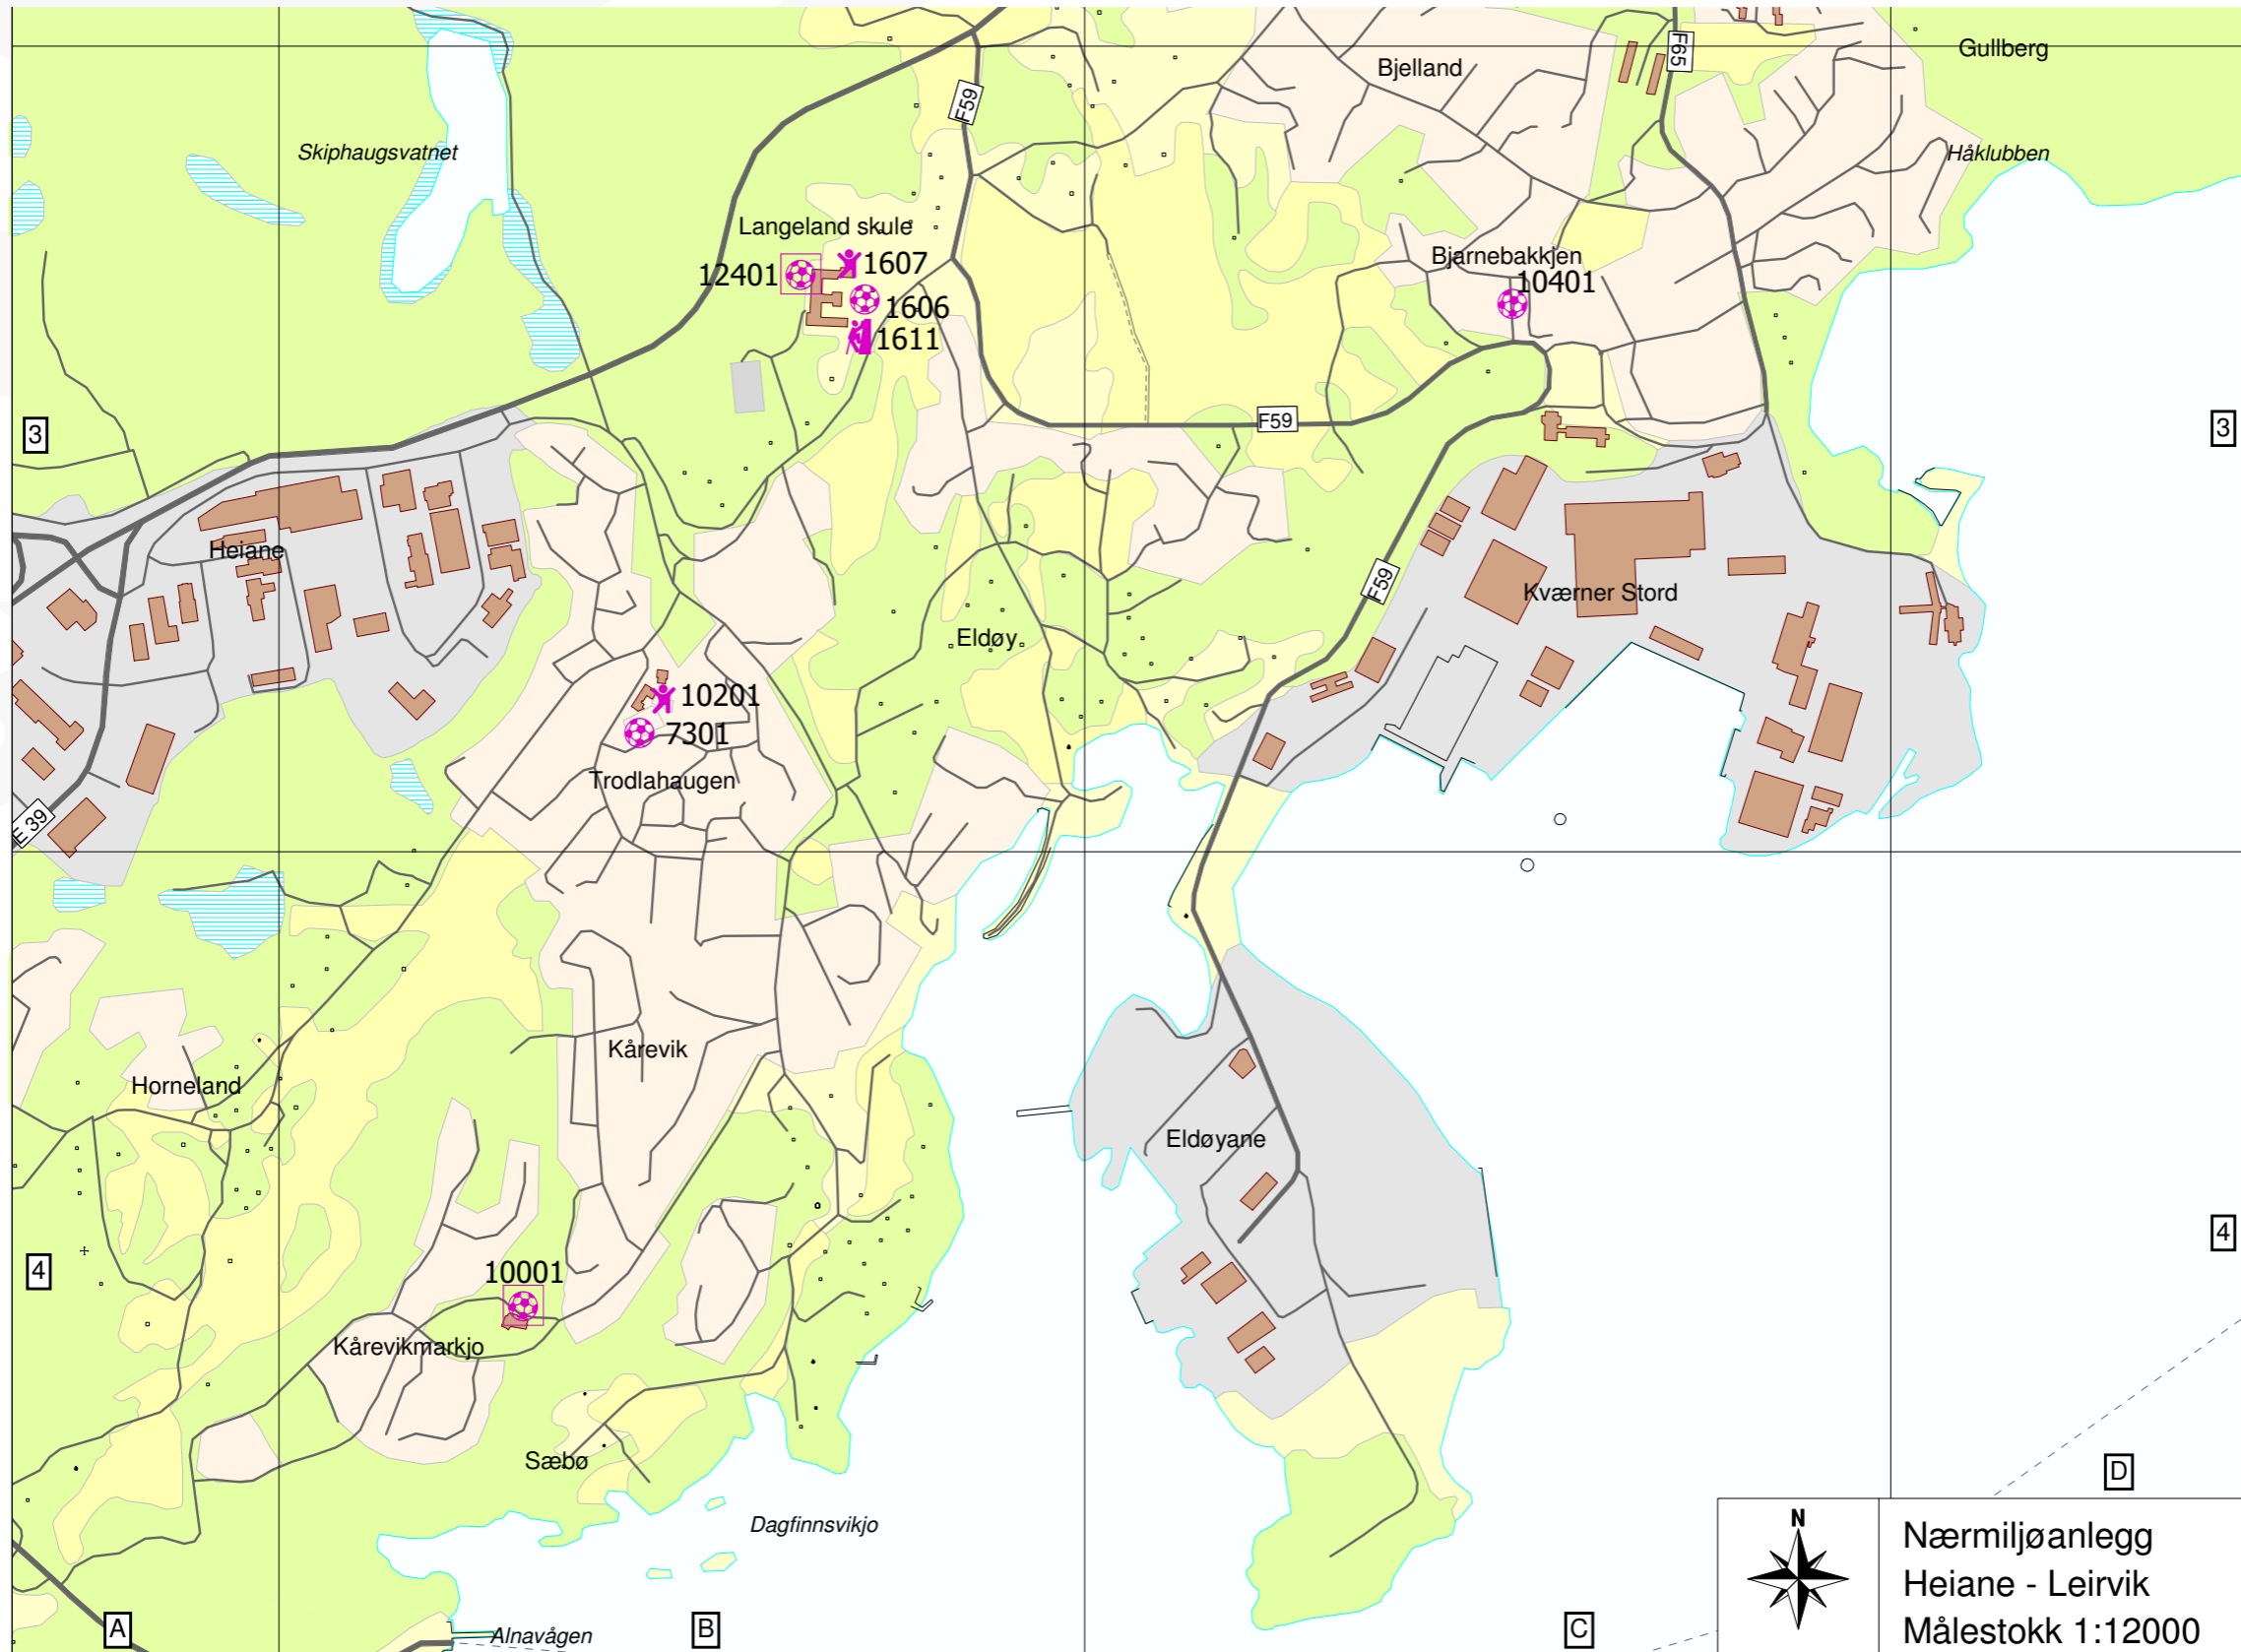 Gullberg
Bjelland
F65
F59
Skiphaugsvatnet
Håklubben
Langeland skule
12401
1607
1606
1611
Bjarnebakkjen
10401
3
F59
3
Heiane
F59
Kværner Stord
Eldøy
10201
7301
Trodlahaugen
E 39
Kårevik
Horneland
Eldøyane
4
10001
4
Kårevikmarkjo
Sæbø
D
Dagfinnsvikjo
N
Nærmiljøanlegg
Heiane - Leirvik
Målestokk 1:12000
A
B
C
Alnavågen